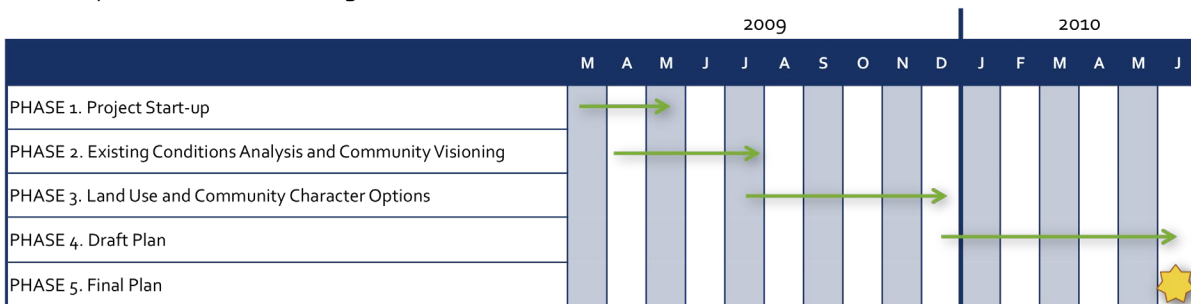 2009 2010
M A M J J A S O N D J F M A M J
PHASE 1. Project Start-up
PHASE 2. Existing Conditions Analysis and Community Visioning
PHASE 3. Land Use and Community Character Options
PHASE 4. Draft Plan
PHASE 5. Final Plan